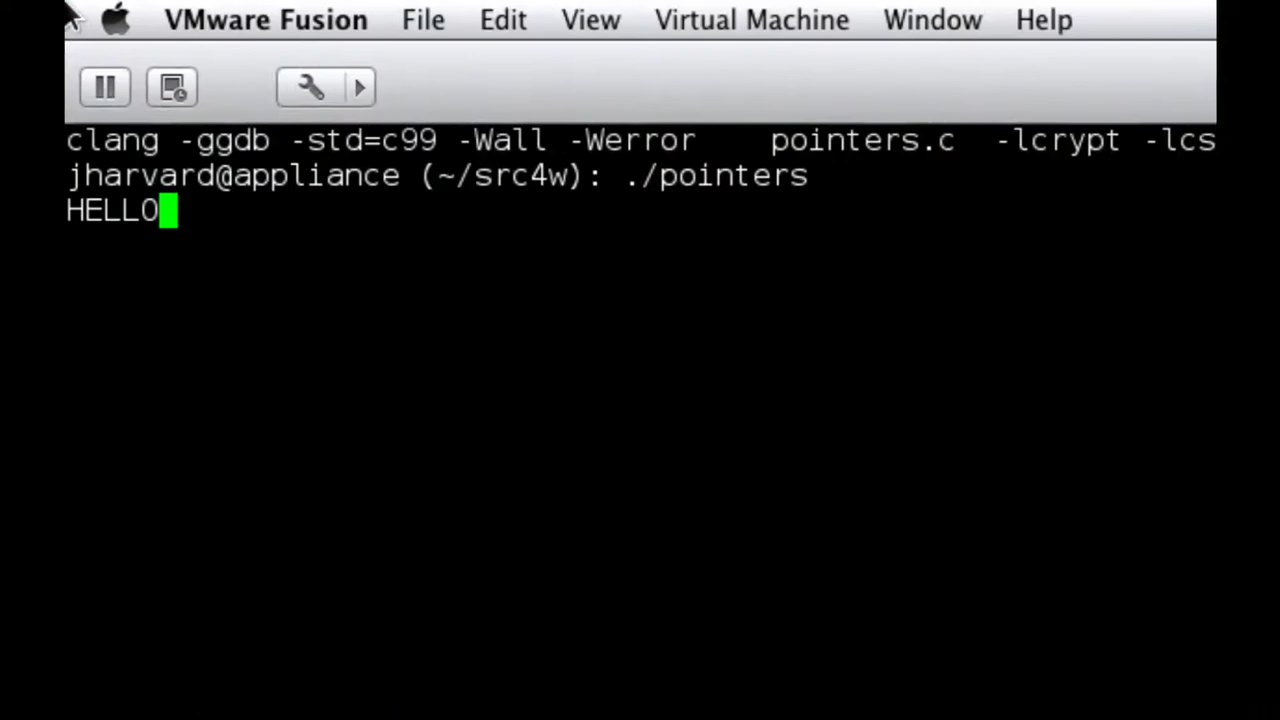 VMware Fusion File Edit View Virtual Machine Window Help
clang -ggdb -std=c99 -Wall -Werror    pointers.c  -lcrypt -lcs
jharvard@appliance (~/src4w): ./pointers
HELLO